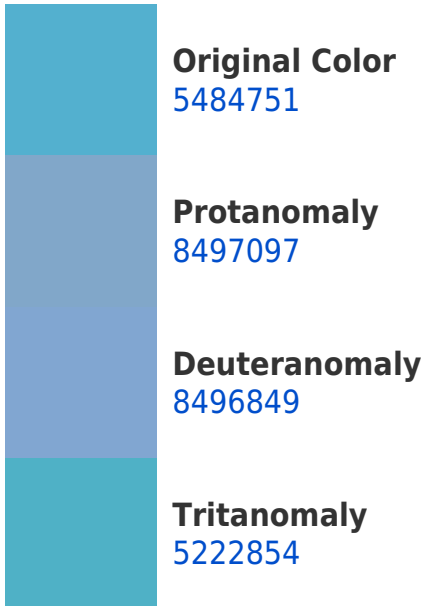 Original Color
5484751
Protanomaly
8497097
Deuteranomaly
8496849
Tritanomaly
5222854